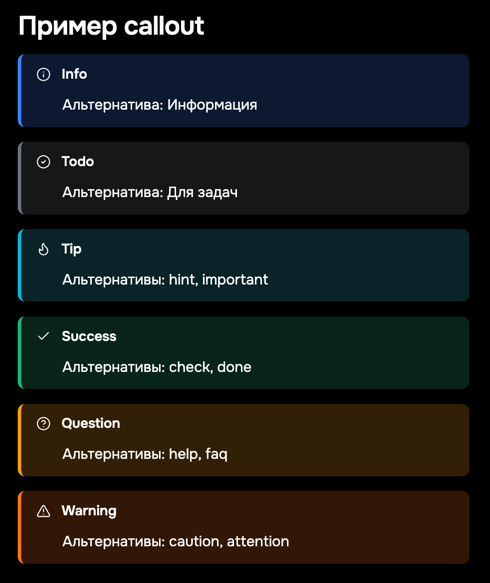 Пример callout
Info
Альтернатива: Информация
Todo
Альтернатива: Для задач
Tip
Альтернативы: hint, important
Success
Альтернативы: check, done
Question
Альтернативы: help, faq
Warning
Альтернативы: caution, attention